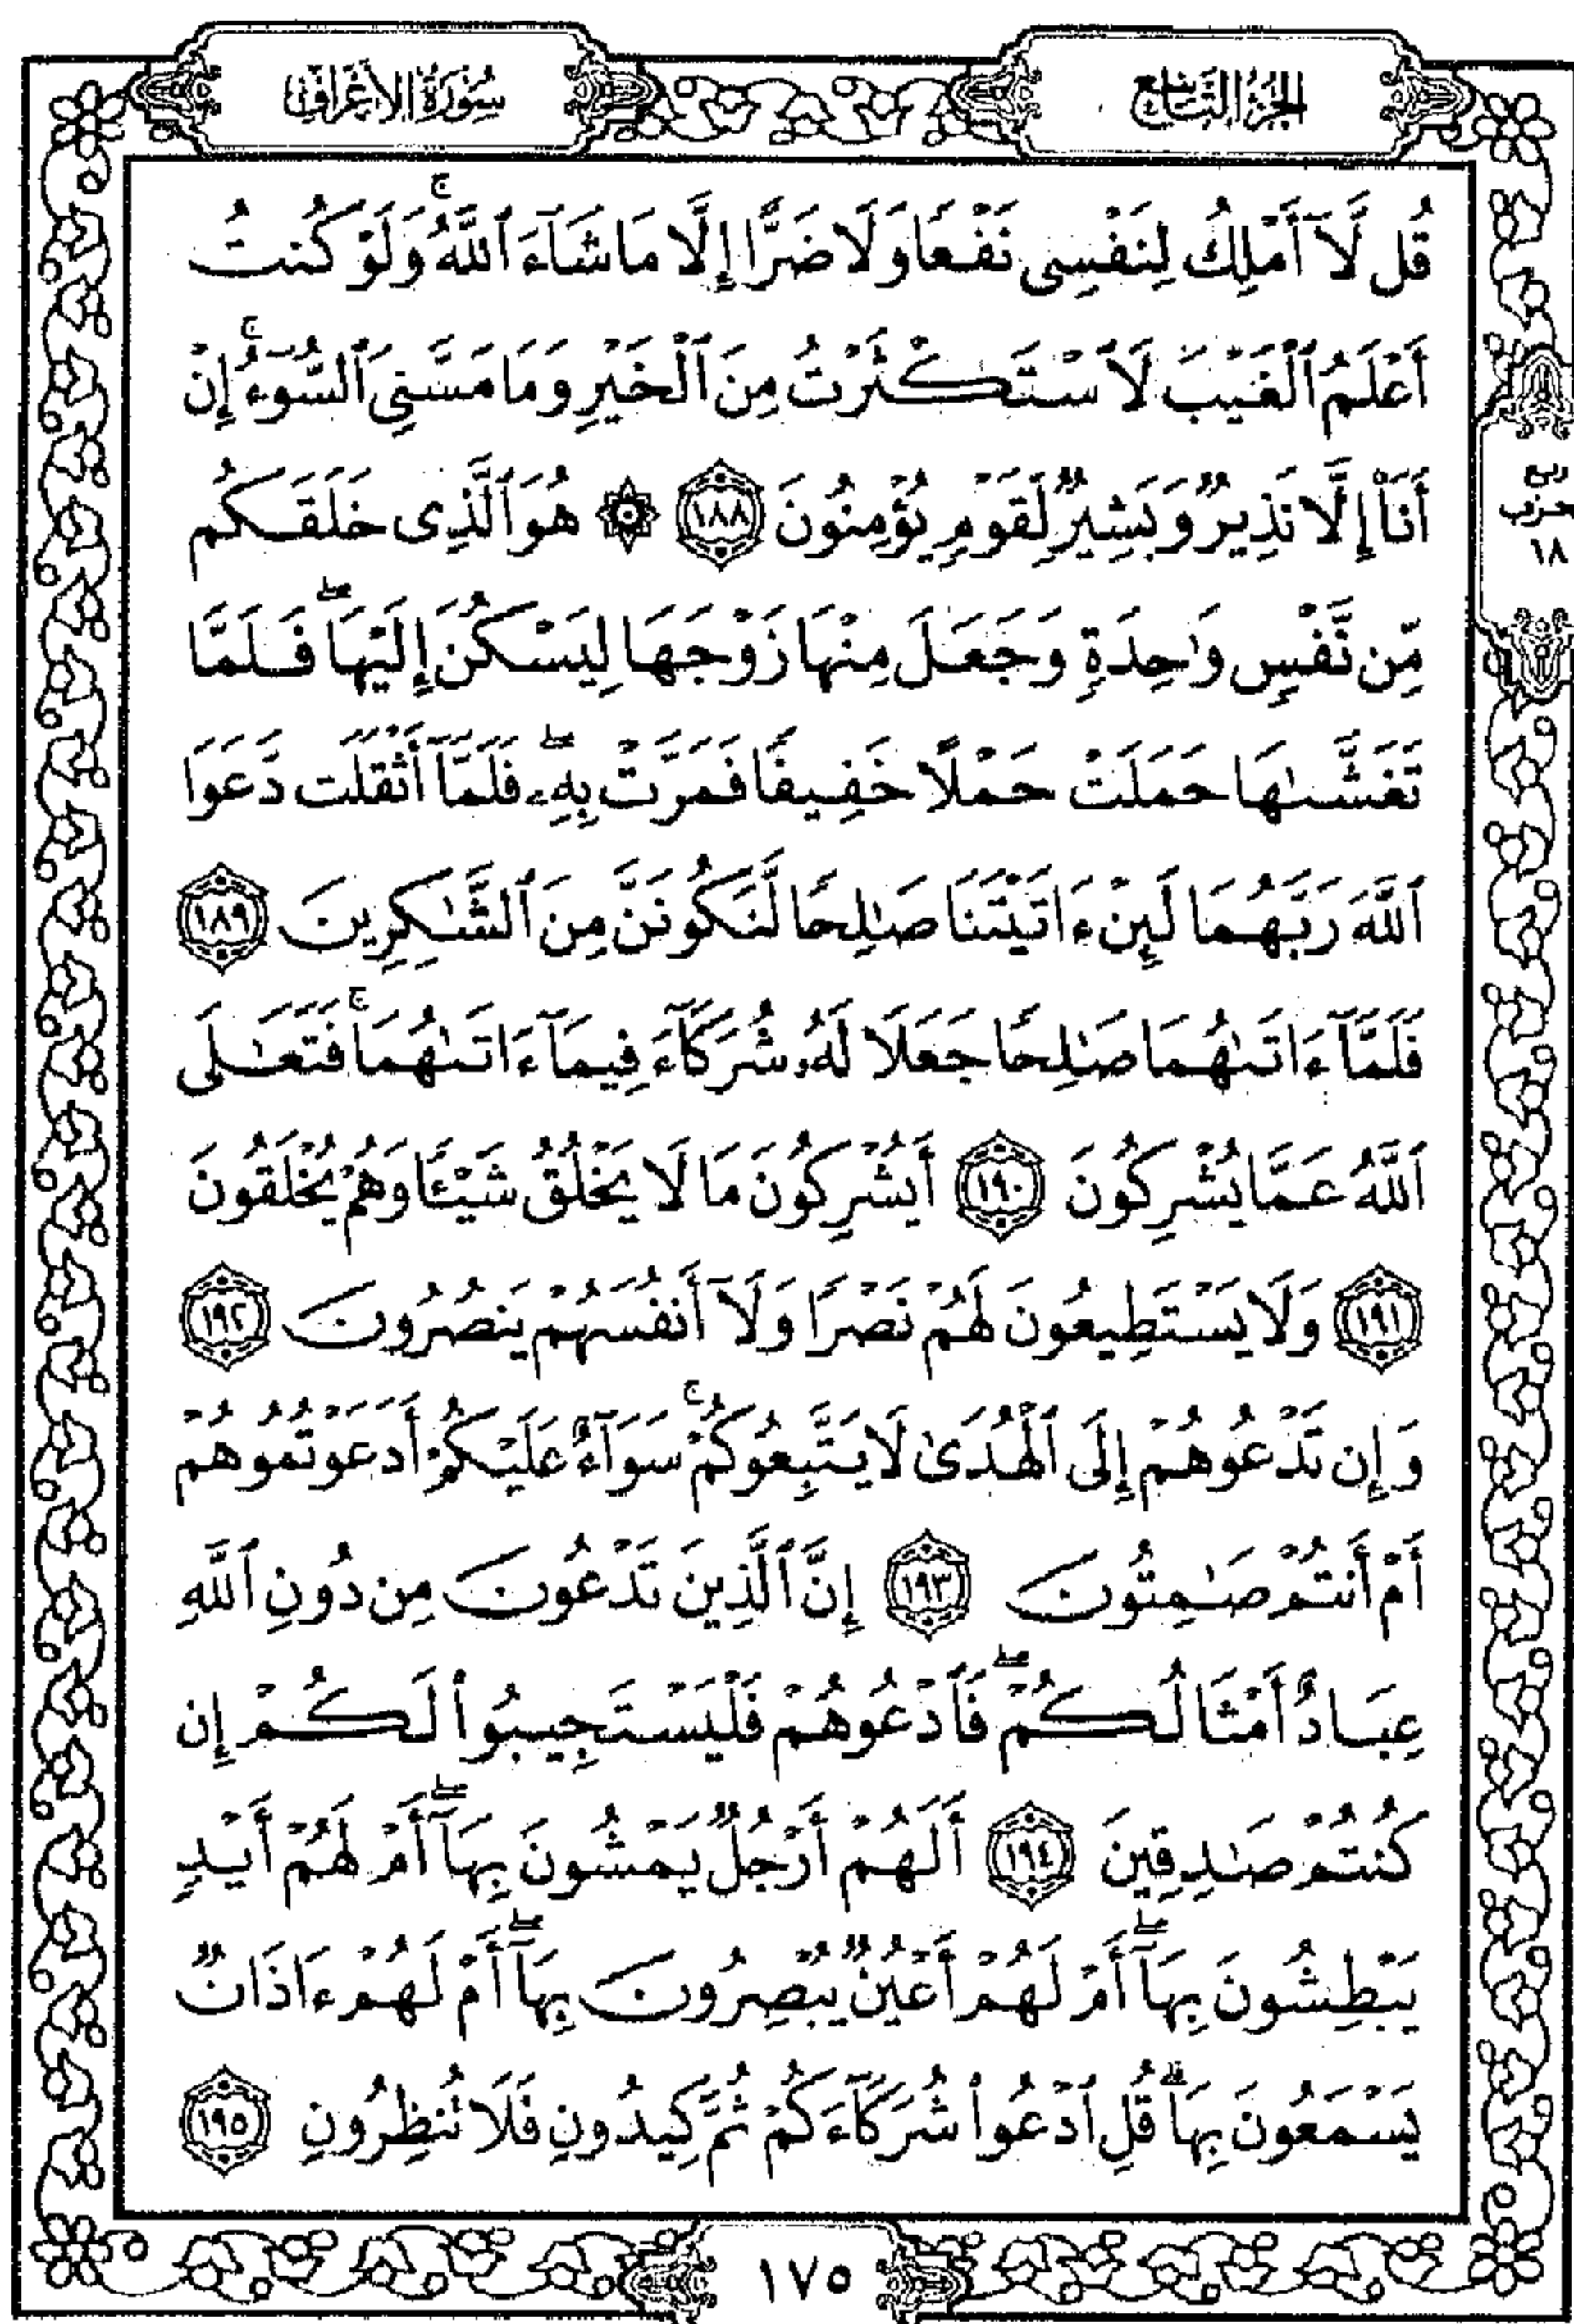 الجزء التاسع
سورة الأعراف
قُل لَّآ أَمْلِكُ لِنَفْسِى نَفْعًا وَلَا ضَرًّا إِلَّا مَا شَآءَ ٱللَّهُ ۚ وَلَوْ كُنتُ
أَعْلَمُ ٱلْغَيْبَ لَٱسْتَكْثَرْتُ مِنَ ٱلْخَيْرِ وَمَا مَسَّنِىَ ٱلسُّوٓءُ ۚ إِنْ
أَنَا۠ إِلَّا نَذِيرٌ وَبَشِيرٌ لِّقَوْمٍ يُؤْمِنُونَ ١٨٨ ۞ هُوَ ٱلَّذِى خَلَقَكُم
مِّن نَّفْسٍ وَٰحِدَةٍ وَجَعَلَ مِنْهَا زَوْجَهَا لِيَسْكُنَ إِلَيْهَا ۖ فَلَمَّا
تَغَشَّىٰهَا حَمَلَتْ حَمْلًا خَفِيفًا فَمَرَّتْ بِهِۦ ۖ فَلَمَّآ أَثْقَلَت دَّعَوَا
ٱللَّهَ رَبَّهُمَا لَئِنْ ءَاتَيْتَنَا صَٰلِحًا لَّنَكُونَنَّ مِنَ ٱلشَّٰكِرِينَ ١٨٩
فَلَمَّآ ءَاتَىٰهُمَا صَٰلِحًا جَعَلَا لَهُۥ شُرَكَآءَ فِيمَآ ءَاتَىٰهُمَا ۚ فَتَعَٰلَى
ٱللَّهُ عَمَّا يُشْرِكُونَ ١٩٠ أَيُشْرِكُونَ مَا لَا يَخْلُقُ شَيْـًٔا وَهُمْ يُخْلَقُونَ
١٩١ وَلَا يَسْتَطِيعُونَ لَهُمْ نَصْرًا وَلَآ أَنفُسَهُمْ يَنصُرُونَ ١٩٢
وَإِن تَدْعُوهُمْ إِلَى ٱلْهُدَىٰ لَا يَتَّبِعُوكُمْ ۚ سَوَآءٌ عَلَيْكُمْ أَدَعَوْتُمُوهُمْ
أَمْ أَنتُمْ صَٰمِتُونَ ١٩٣ إِنَّ ٱلَّذِينَ تَدْعُونَ مِن دُونِ ٱللَّهِ
عِبَادٌ أَمْثَالُكُمْ ۖ فَٱدْعُوهُمْ فَلْيَسْتَجِيبُوا۟ لَكُمْ إِن
كُنتُمْ صَٰدِقِينَ ١٩٤ أَلَهُمْ أَرْجُلٌ يَمْشُونَ بِهَآ ۖ أَمْ لَهُمْ أَيْدٍ
يَبْطِشُونَ بِهَآ ۖ أَمْ لَهُمْ أَعْيُنٌ يُبْصِرُونَ بِهَآ ۖ أَمْ لَهُمْ ءَاذَانٌ
يَسْمَعُونَ بِهَا ۗ قُلِ ٱدْعُوا۟ شُرَكَآءَكُمْ ثُمَّ كِيدُونِ فَلَا تُنظِرُونِ ١٩٥
ربع
حزب
١٨
١٧٥